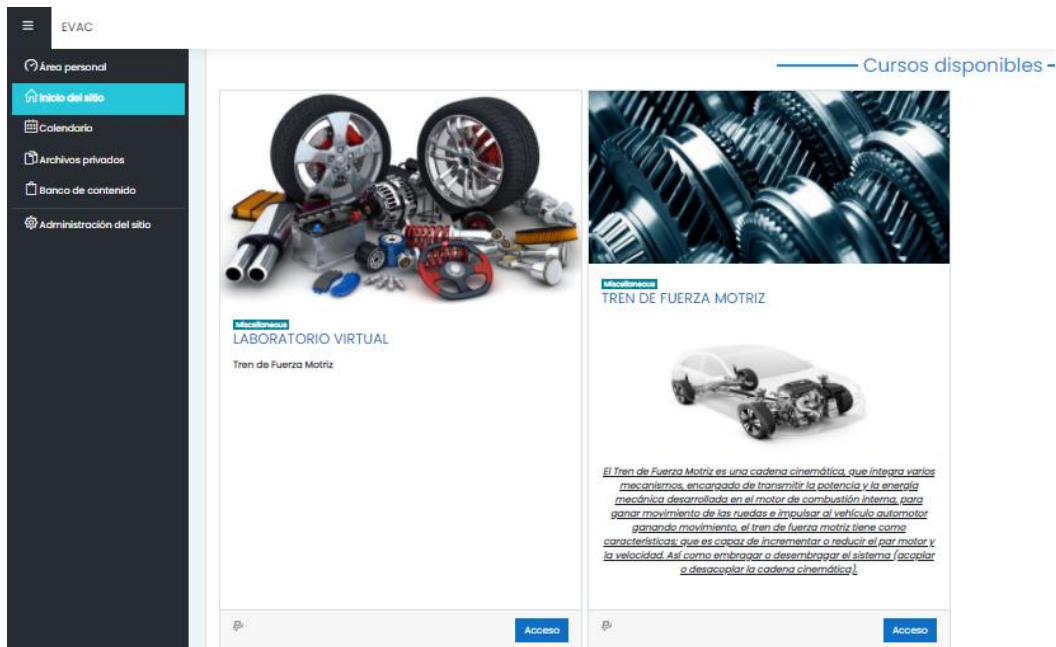 EVAC
Área personal
Inicio del sitio
Calendario
Archivos privados
Banco de contenido
Administración del sitio
Cursos disponibles
Miscellaneous
LABORATORIO VIRTUAL
Tren de Fuerza Motriz
Acceso
Miscellaneous
TREN DE FUERZA MOTRIZ
El Tren de Fuerza Motriz es una cadena cinemática, que integra varios
mecanismos, encargado de transmitir la potencia y la energía
mecánica desarrollada en el motor de combustión interna, para
ganar movimiento de las ruedas e impulsar al vehículo automotor
ganando movimiento, el tren de fuerza motriz tiene como
características; que es capaz de incrementar o reducir el par motor y
la velocidad. Así como embragar o desembragar el sistema (acoplar
o desacoplar la cadena cinemática).
Acceso